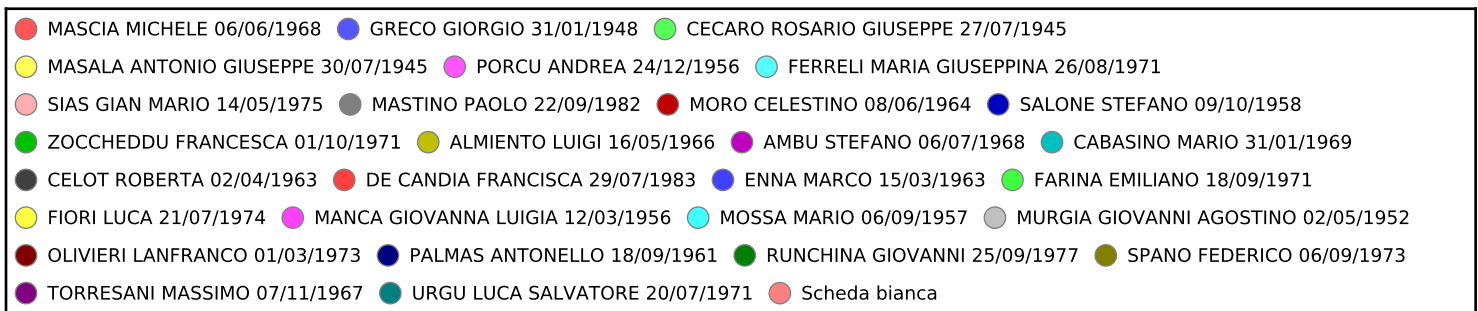 MASCIA MICHELE 06/06/1968 GRECO GIORGIO 31/01/1948 CECARO ROSARIO GIUSEPPE 27/07/1945
MASALA ANTONIO GIUSEPPE 30/07/1945 PORCU ANDREA 24/12/1956 FERRELI MARIA GIUSEPPINA 26/08/1971
SIAS GIAN MARIO 14/05/1975 MASTINO PAOLO 22/09/1982 MORO CELESTINO 08/06/1964 SALONE STEFANO 09/10/1958
ZOCCHEDDU FRANCESCA 01/10/1971 ALMIENTO LUIGI 16/05/1966 AMBU STEFANO 06/07/1968 CABASINO MARIO 31/01/1969
CELOT ROBERTA 02/04/1963 DE CANDIA FRANCISCA 29/07/1983 ENNA MARCO 15/03/1963 FARINA EMILIANO 18/09/1971
FIORI LUCA 21/07/1974 MANCA GIOVANNA LUIGIA 12/03/1956 MOSSA MARIO 06/09/1957 MURGIA GIOVANNI AGOSTINO 02/05/1952
OLIVIERI LANFRANCO 01/03/1973 PALMAS ANTONELLO 18/09/1961 RUNCHINA GIOVANNI 25/09/1977 SPANO FEDERICO 06/09/1973
TORRESANI MASSIMO 07/11/1967 URGU LUCA SALVATORE 20/07/1971 Scheda bianca